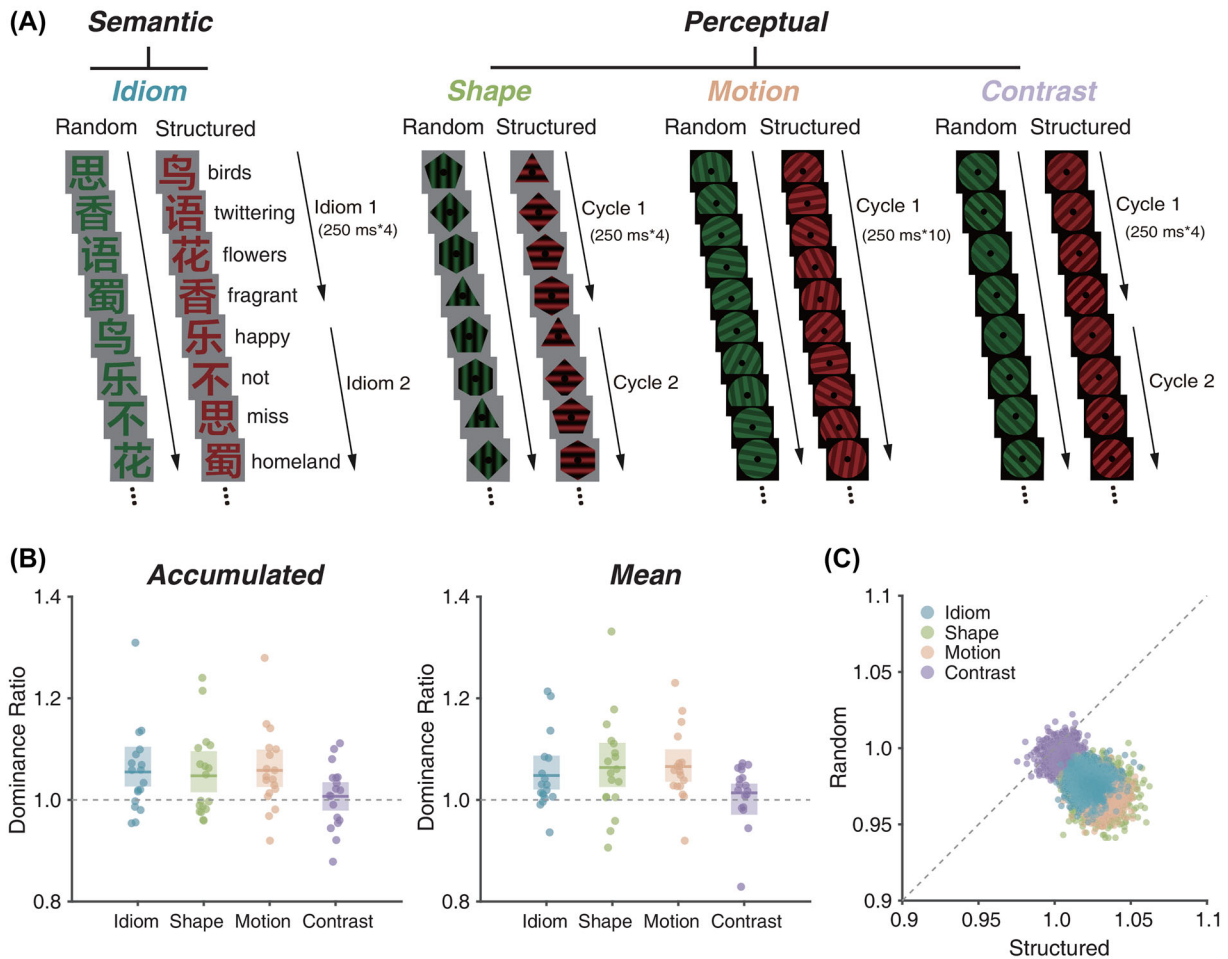 (A)
Semantic
Perceptual
Idiom
Shape
Motion
Contrast
Random Structured
Random Structured
Random Structured
Random Structured
思 鸟 birds
香 语 twittering
语 花 flowers
蜀 香 fragrant
鸟 乐 happy
乐 不 not
不 思 miss
花 蜀 homeland
Idiom 1
(250 ms*4)
Idiom 2
Cycle 1
(250 ms*4)
Cycle 2
Cycle 1
(250 ms*10)
Cycle 1
(250 ms*4)
Cycle 2
(B)
Accumulated
Dominance Ratio
1.4
1.2
1.0
0.8
Idiom Shape Motion Contrast
Mean
Dominance Ratio
1.4
1.2
1.0
0.8
Idiom Shape Motion Contrast
(C)
Random
1.1
1.05
1.0
0.95
0.9
Idiom
Shape
Motion
Contrast
0.9 0.95 1.0 1.05 1.1
Structured